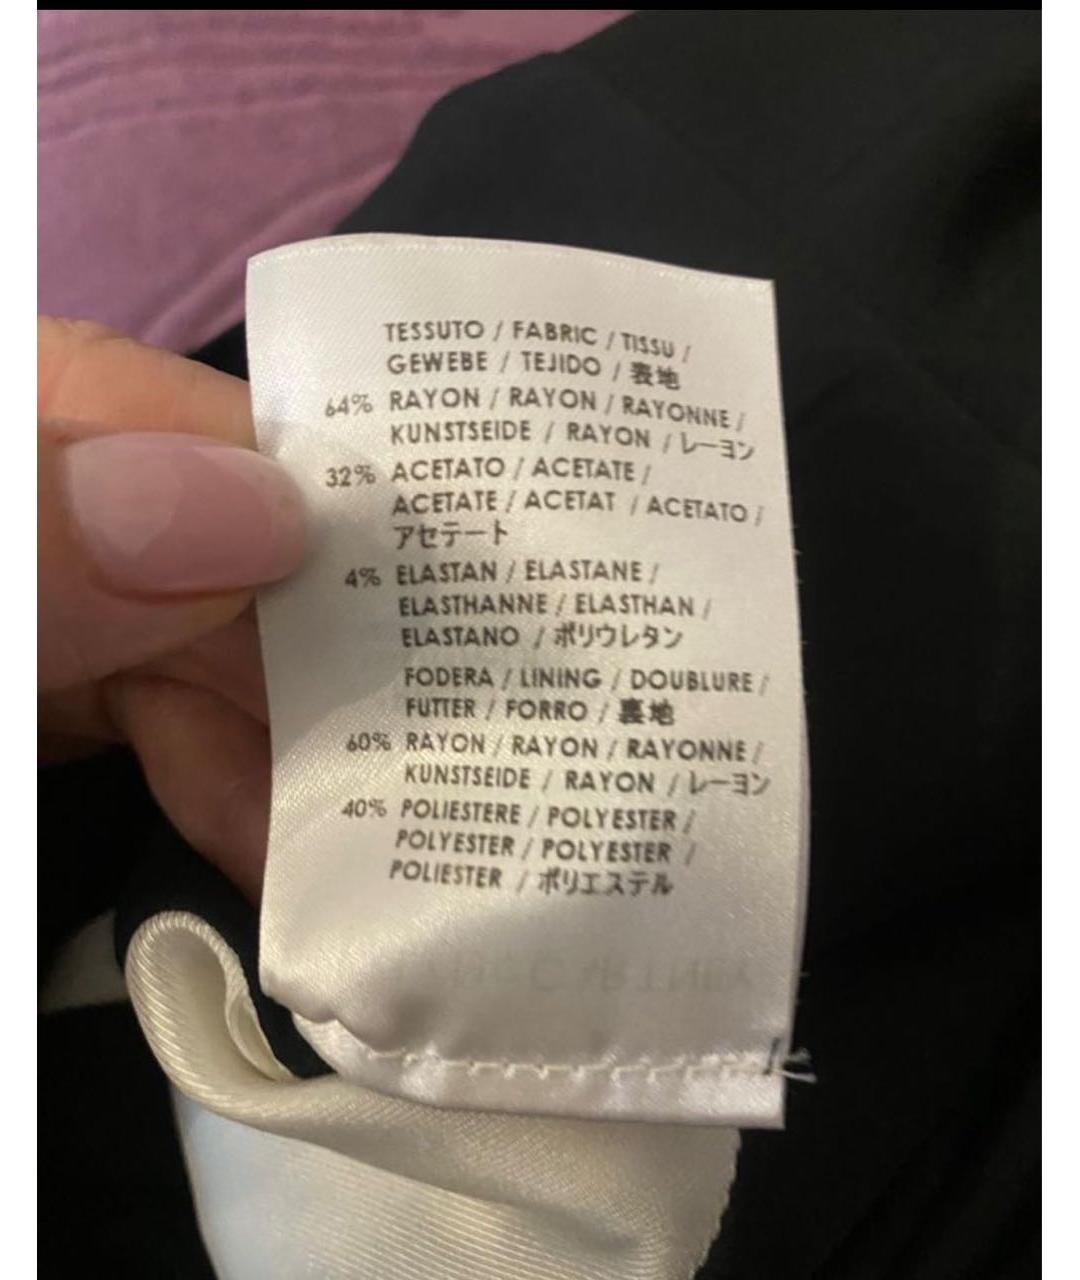 TESSUTO / FABRIC / TISSU /
GEWEBE / TEJIDO / 表地
64% RAYON / RAYON / RAYONNE /
KUNSTSEIDE / RAYON / レーヨン
32% ACETATO / ACETATE /
ACETATE / ACETAT / ACETATO /
アセテート
4% ELASTAN / ELASTANE /
ELASTHANNE / ELASTHAN /
ELASTANO / ポリウレタン
FODERA / LINING / DOUBLURE /
FUTTER / FORRO / 裏地
60% RAYON / RAYON / RAYONNE /
KUNSTSEIDE / RAYON / レーヨン
40% POLIESTERE / POLYESTER /
POLYESTER / POLYESTER /
POLIESTER / ポリエステル